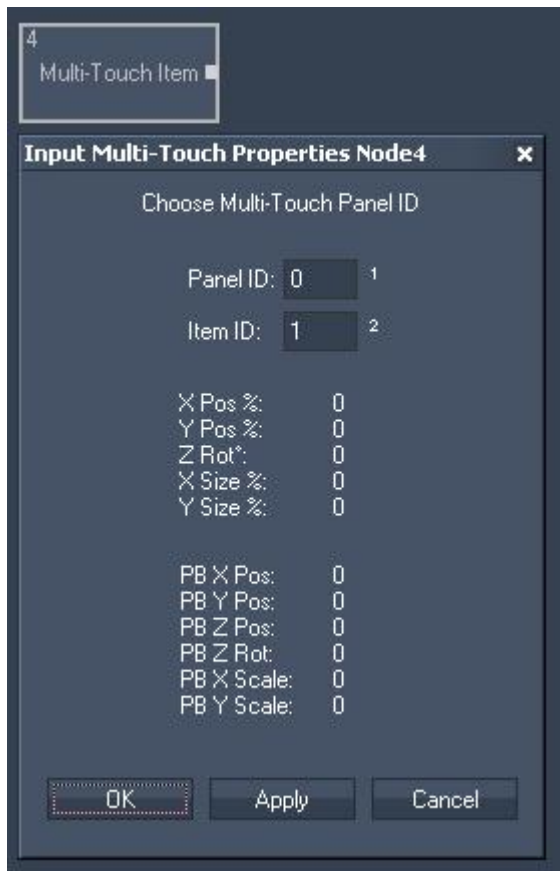 4
Multi-Touch Item
Input Multi-Touch Properties Node4 x
Choose Multi-Touch Panel ID
Panel ID: 0 1
Item ID: 1 2
X Pos %: 0
Y Pos %: 0
Z Rot°: 0
X Size %: 0
Y Size %: 0
PB X Pos: 0
PB Y Pos: 0
PB Z Pos: 0
PB Z Rot: 0
PB X Scale: 0
PB Y Scale: 0
OK Apply Cancel